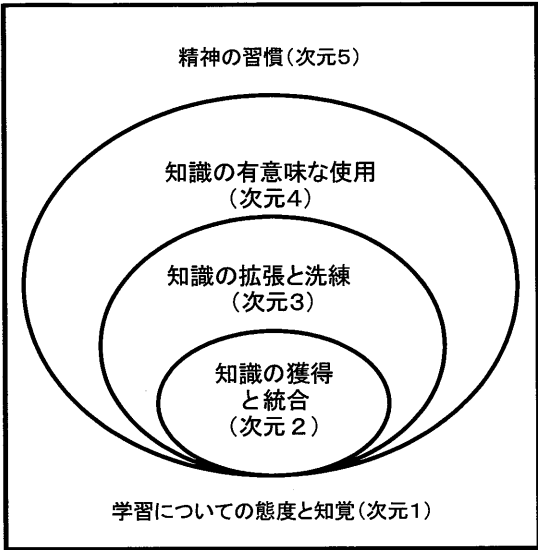 精神の習慣(次元5)
知識の有意味な使用
(次元4)
知識の拡張と洗練
(次元3)
知識の獲得
と統合
(次元2)
学習についての態度と知覚(次元1)